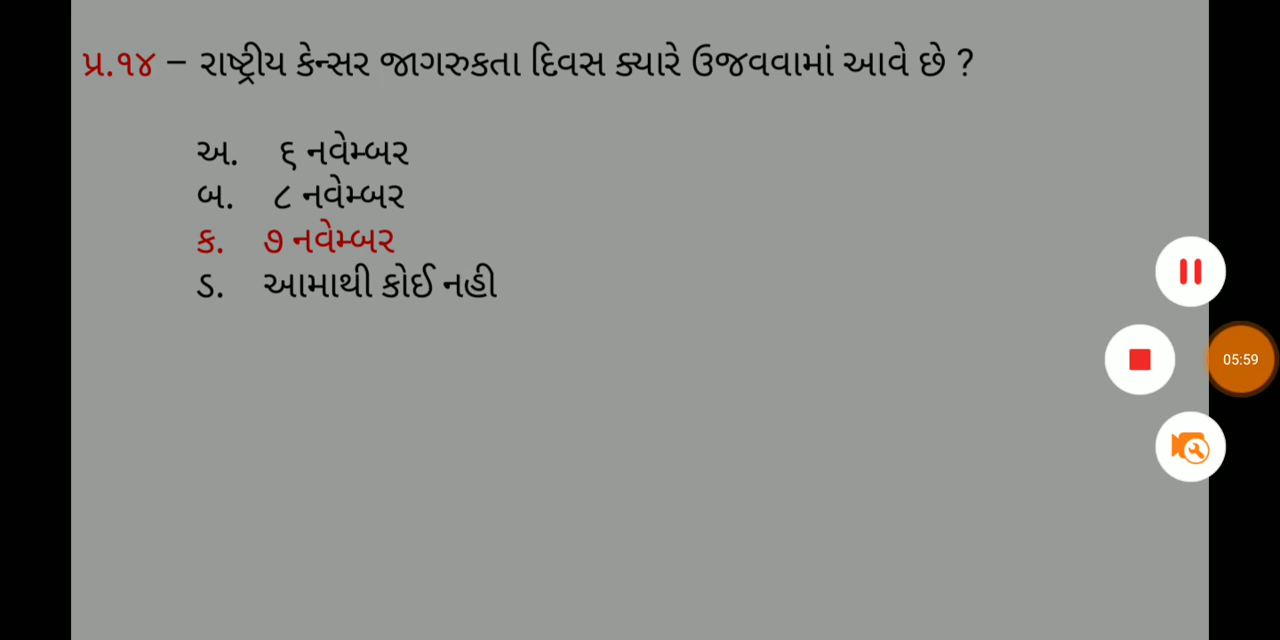 પ્ર.૧૪ – રાષ્ટ્રીય કેન્સર જાગરુકતા દિવસ ક્યારે ઉજવવામાં આવે છે ?
અ. ૬ નવેમ્બર
બ. ૮ નવેમ્બર
ક. ૭ નવેમ્બર
ડ. આમાથી કોઈ નહી
05:59